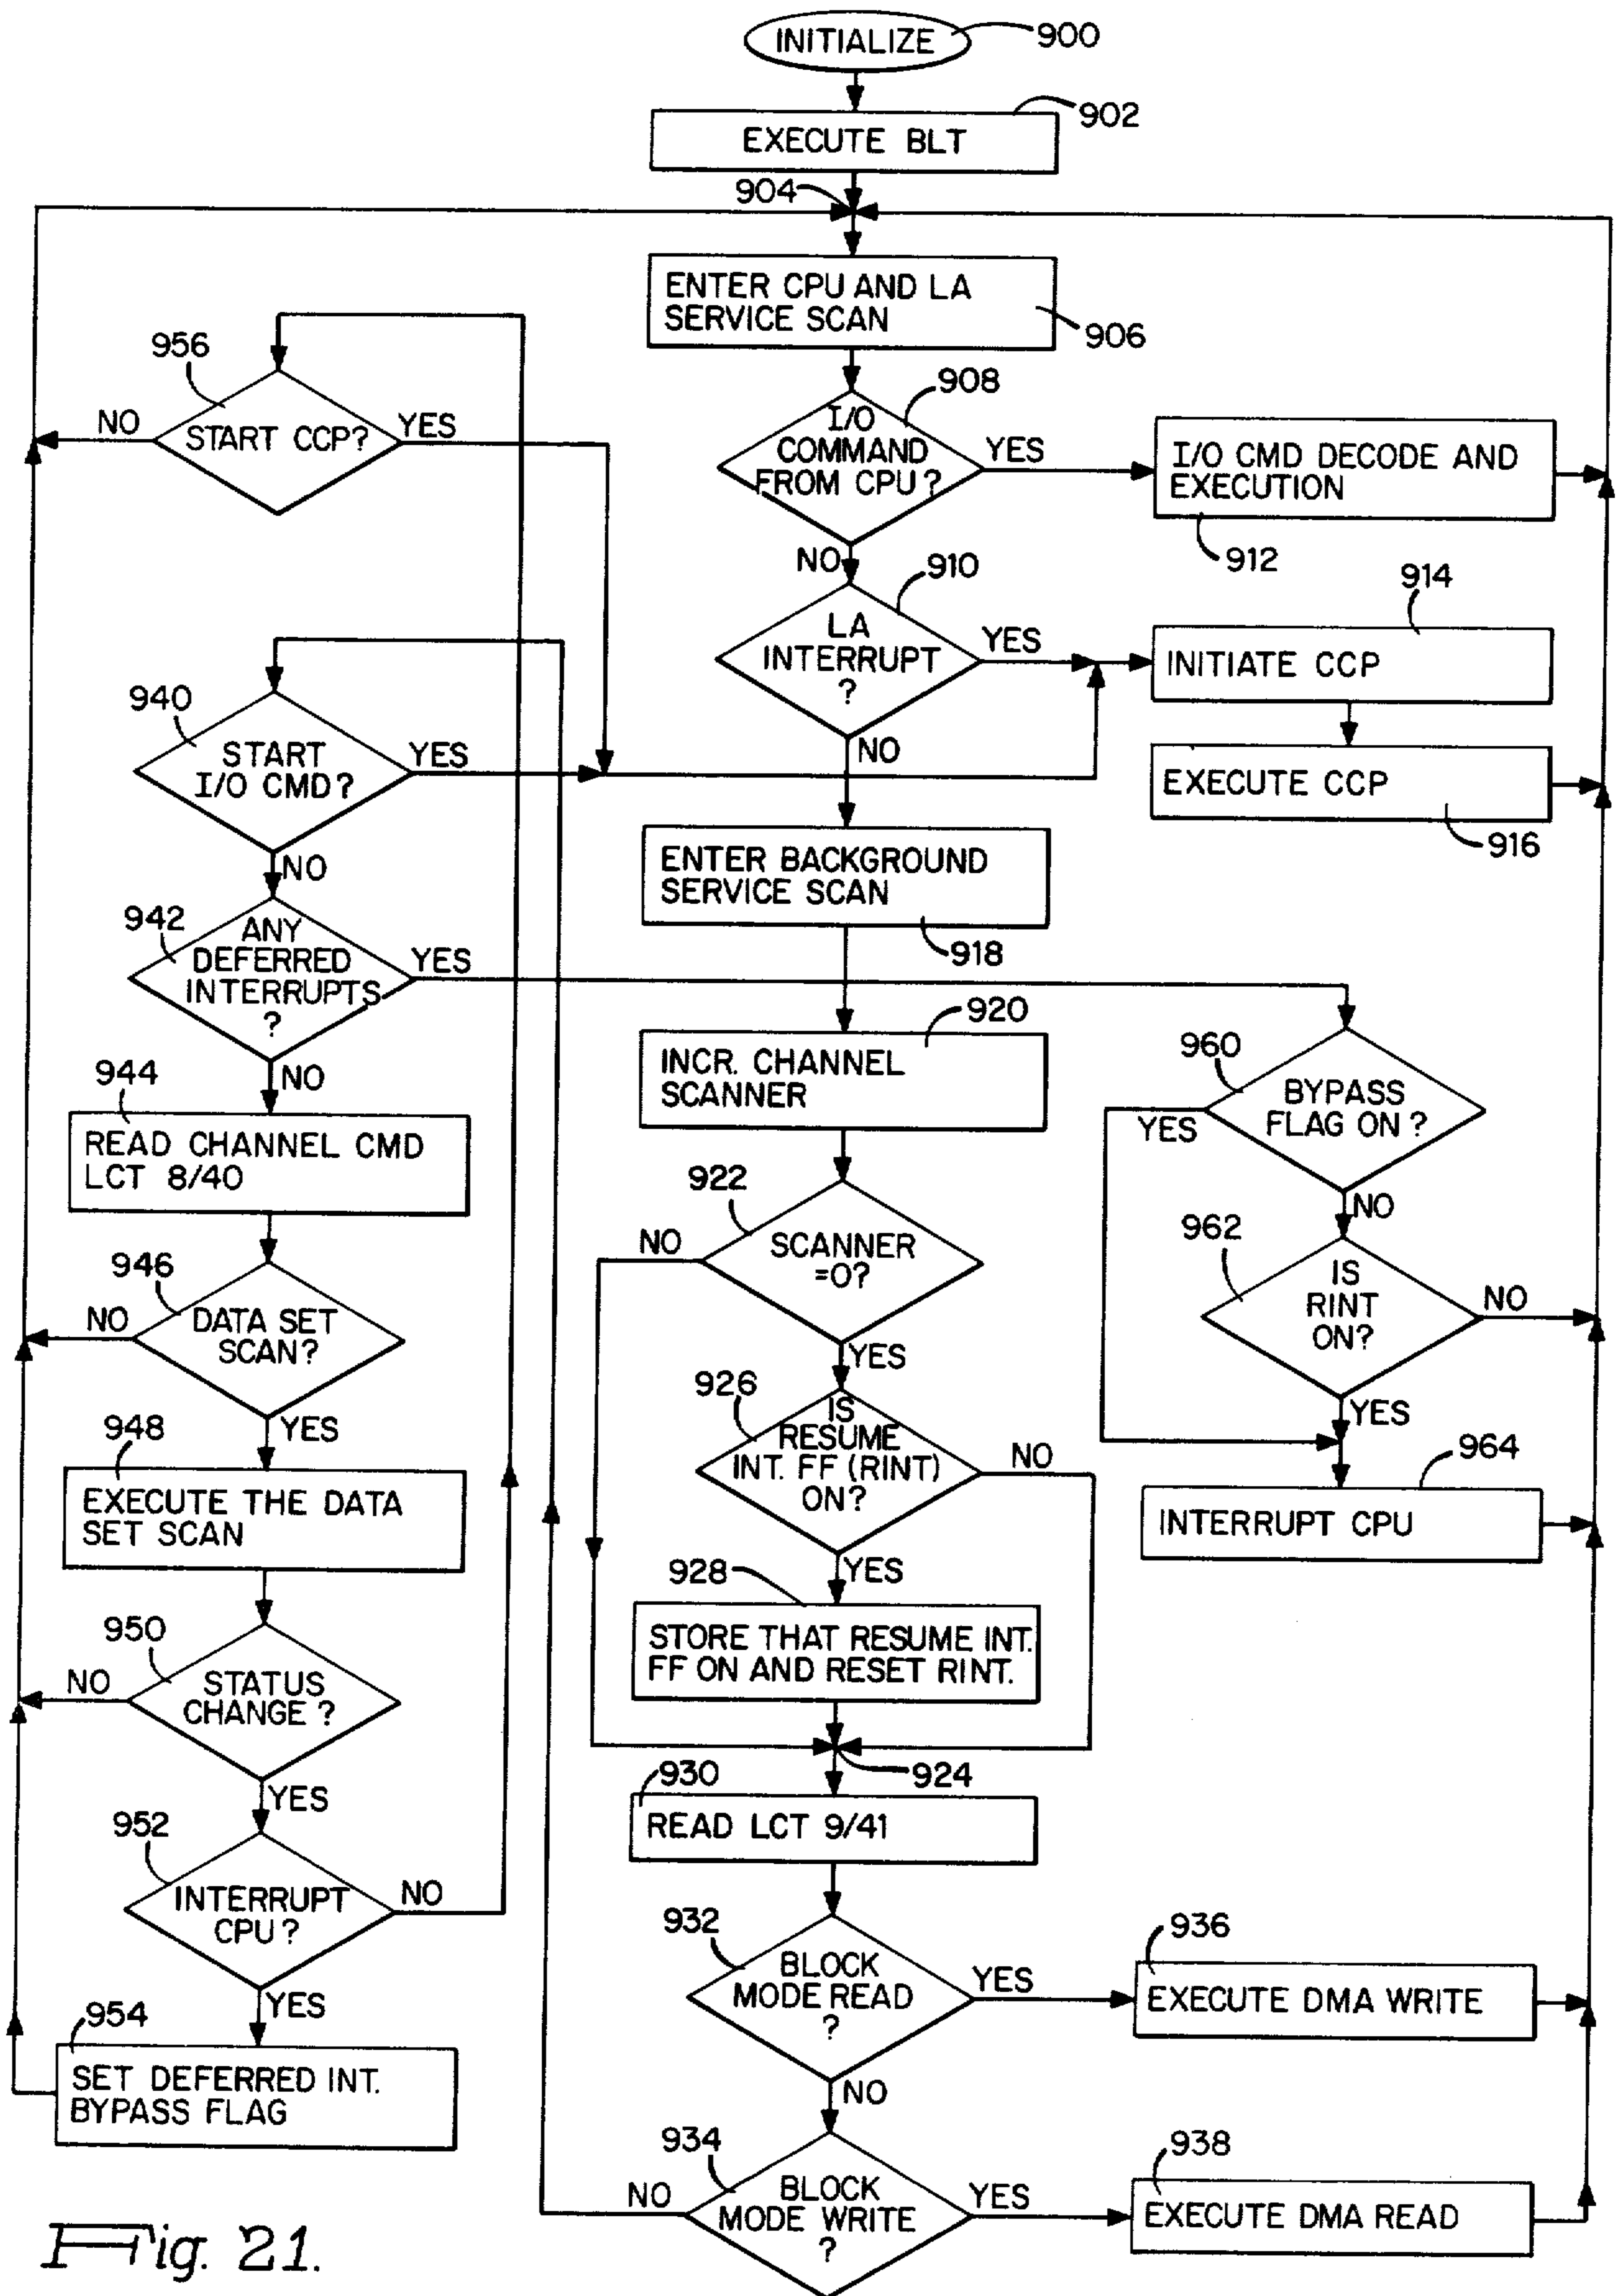 INITIALIZE
900
902
EXECUTE BLT
904
ENTER CPU AND LA
SERVICE SCAN
906
956
START CCP?
NO
YES
908
I/O
COMMAND
FROM CPU?
YES
NO
I/O CMD DECODE AND
EXECUTION
912
910
LA
INTERRUPT
?
YES
NO
914
INITIATE CCP
EXECUTE CCP
916
940
START
I/O CMD?
YES
NO
ENTER BACKGROUND
SERVICE SCAN
918
942
ANY
DEFERRED
INTERRUPTS
?
YES
NO
920
INCR. CHANNEL
SCANNER
960
BYPASS
FLAG ON?
YES
NO
944
READ CHANNEL CMD
LCT 8/40
922
SCANNER
=0?
NO
YES
962
IS
RINT
ON?
NO
YES
946
DATA SET
SCAN?
NO
YES
926
IS
RESUME
INT. FF (RINT)
ON?
NO
YES
964
INTERRUPT CPU
948
EXECUTE THE DATA
SET SCAN
928
STORE THAT RESUME INT.
FF ON AND RESET RINT.
950
STATUS
CHANGE?
NO
YES
924
930
READ LCT 9/41
952
INTERRUPT
CPU?
NO
YES
932
BLOCK
MODE READ
?
YES
NO
936
EXECUTE DMA WRITE
954
SET DEFERRED INT.
BYPASS FLAG
934
BLOCK
MODE WRITE
?
NO
YES
938
EXECUTE DMA READ
Fig. 21.